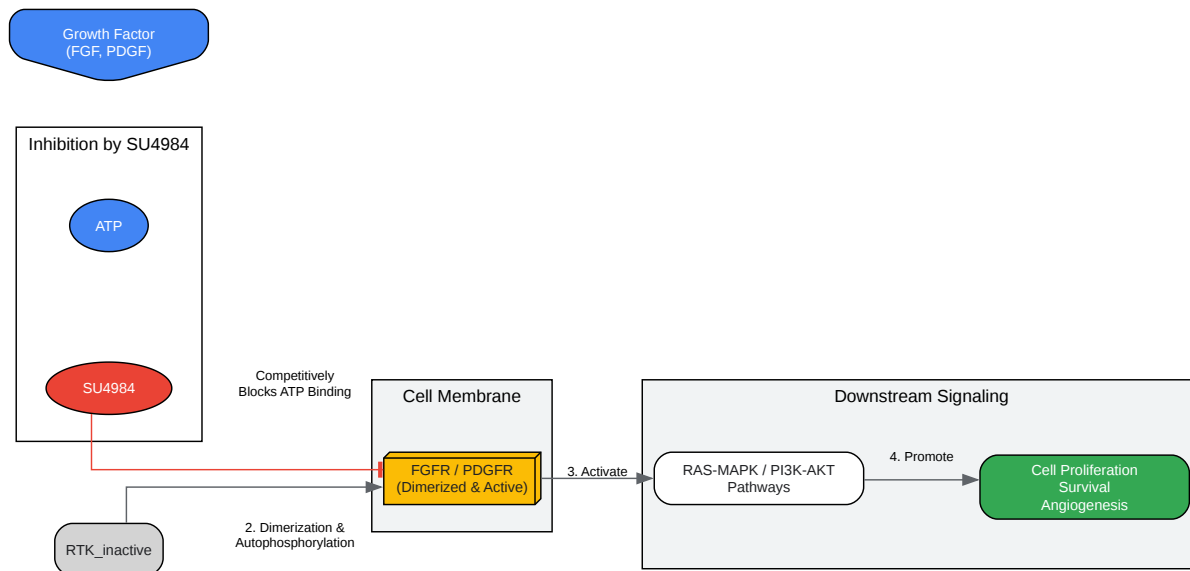 Growth Factor
(FGF, PDGF)
Inhibition by SU4984
ATP
SU4984
Competitively
Blocks ATP Binding
Cell Membrane
FGFR / PDGFR
(Dimerized & Active)
2. Dimerization &
Autophosphorylation
RTK_inactive
3. Activate
Downstream Signaling
RAS-MAPK / PI3K-AKT
Pathways
4. Promote
Cell Proliferation
Survival
Angiogenesis